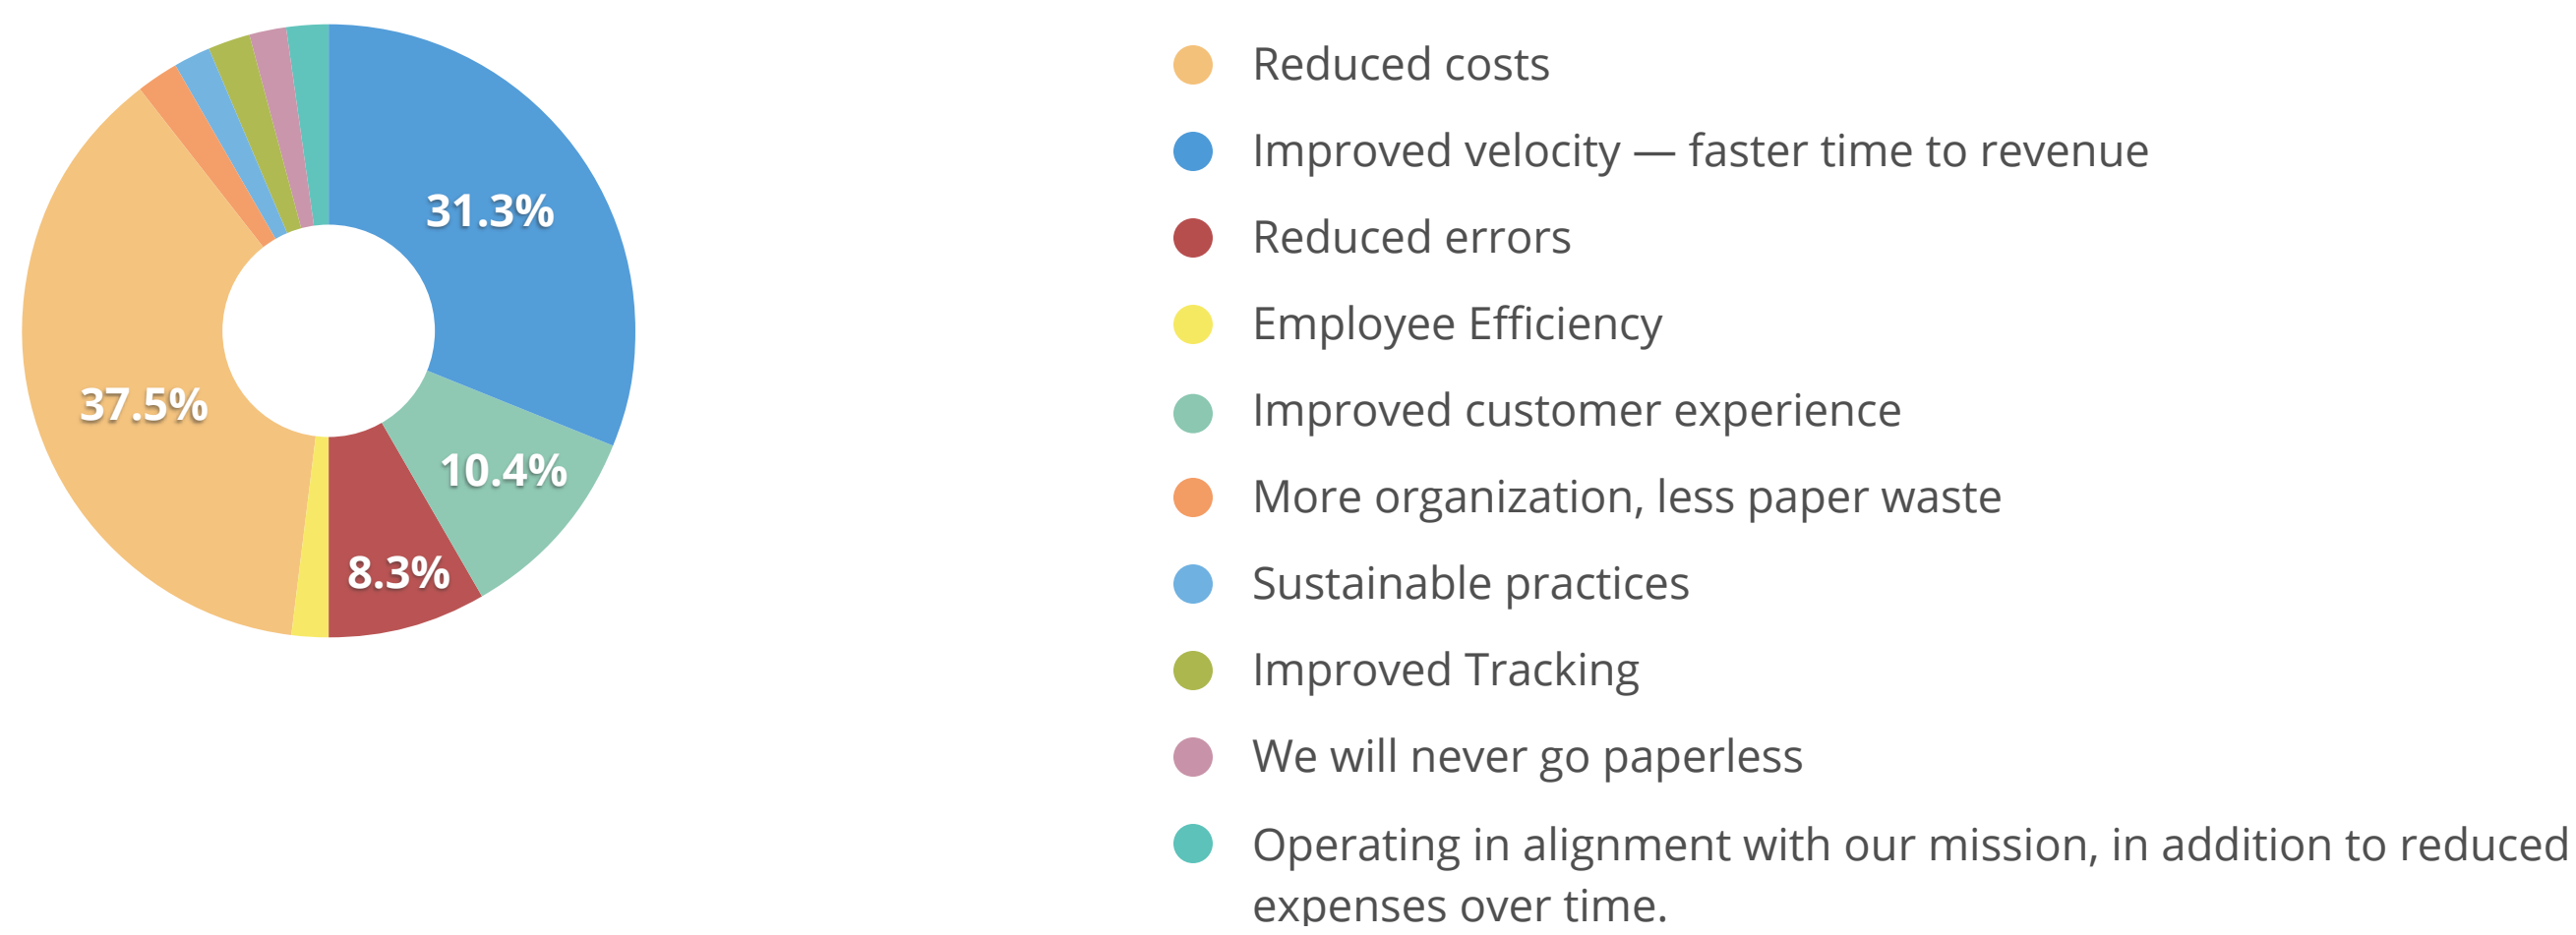 31.3%
37.5%
10.4%
8.3%
Reduced costs
Improved velocity — faster time to revenue
Reduced errors
Employee Efficiency
Improved customer experience
More organization, less paper waste
Sustainable practices
Improved Tracking
We will never go paperless
Operating in alignment with our mission, in addition to reduced
expenses over time.